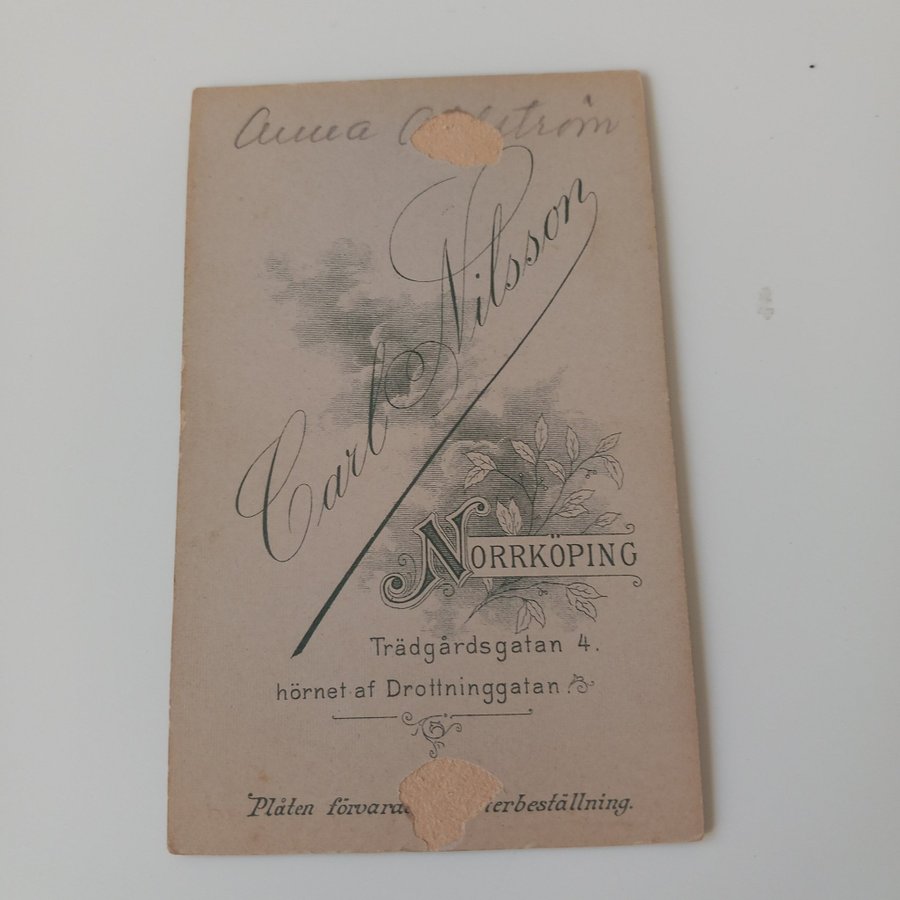 Anna
Carl Nilsson
NORRKÖPING
Trädgårdsgatan 4.
hörnet af Drottninggatan
Plåten